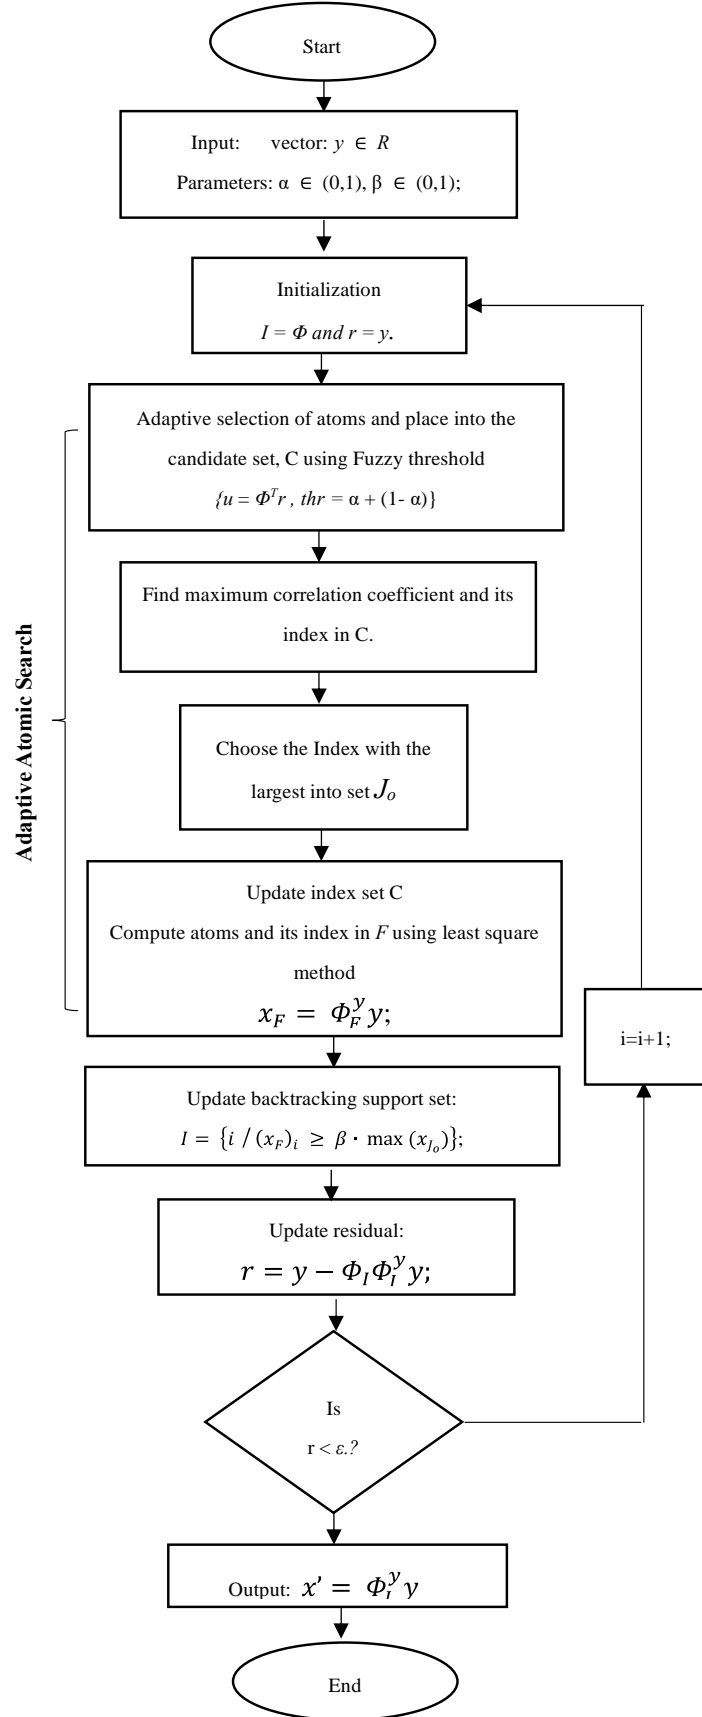 Start
Input: vector: y ∈ R
Parameters: α ∈ (0,1), β ∈ (0,1);
Initialization
I = Φ and r = y.
Adaptive selection of atoms and place into the
candidate set, C using Fuzzy threshold
{u = Φᵀr , thr = α + (1- α)}
Find maximum correlation coefficient and its
index in C.
Choose the Index with the
largest into set Jₒ
Update index set C
Compute atoms and its index in F using least square
method
x_F = Φ_F^y y;
Adaptive Atomic Search
Update backtracking support set:
I = {i / (x_F)_i ≥ β · max (x_{J_o})};
Update residual:
r = y − Φ_I Φ_I^y y;
i=i+1;
Is
r < ε.?
Output: x' = Φ_I^y y
End